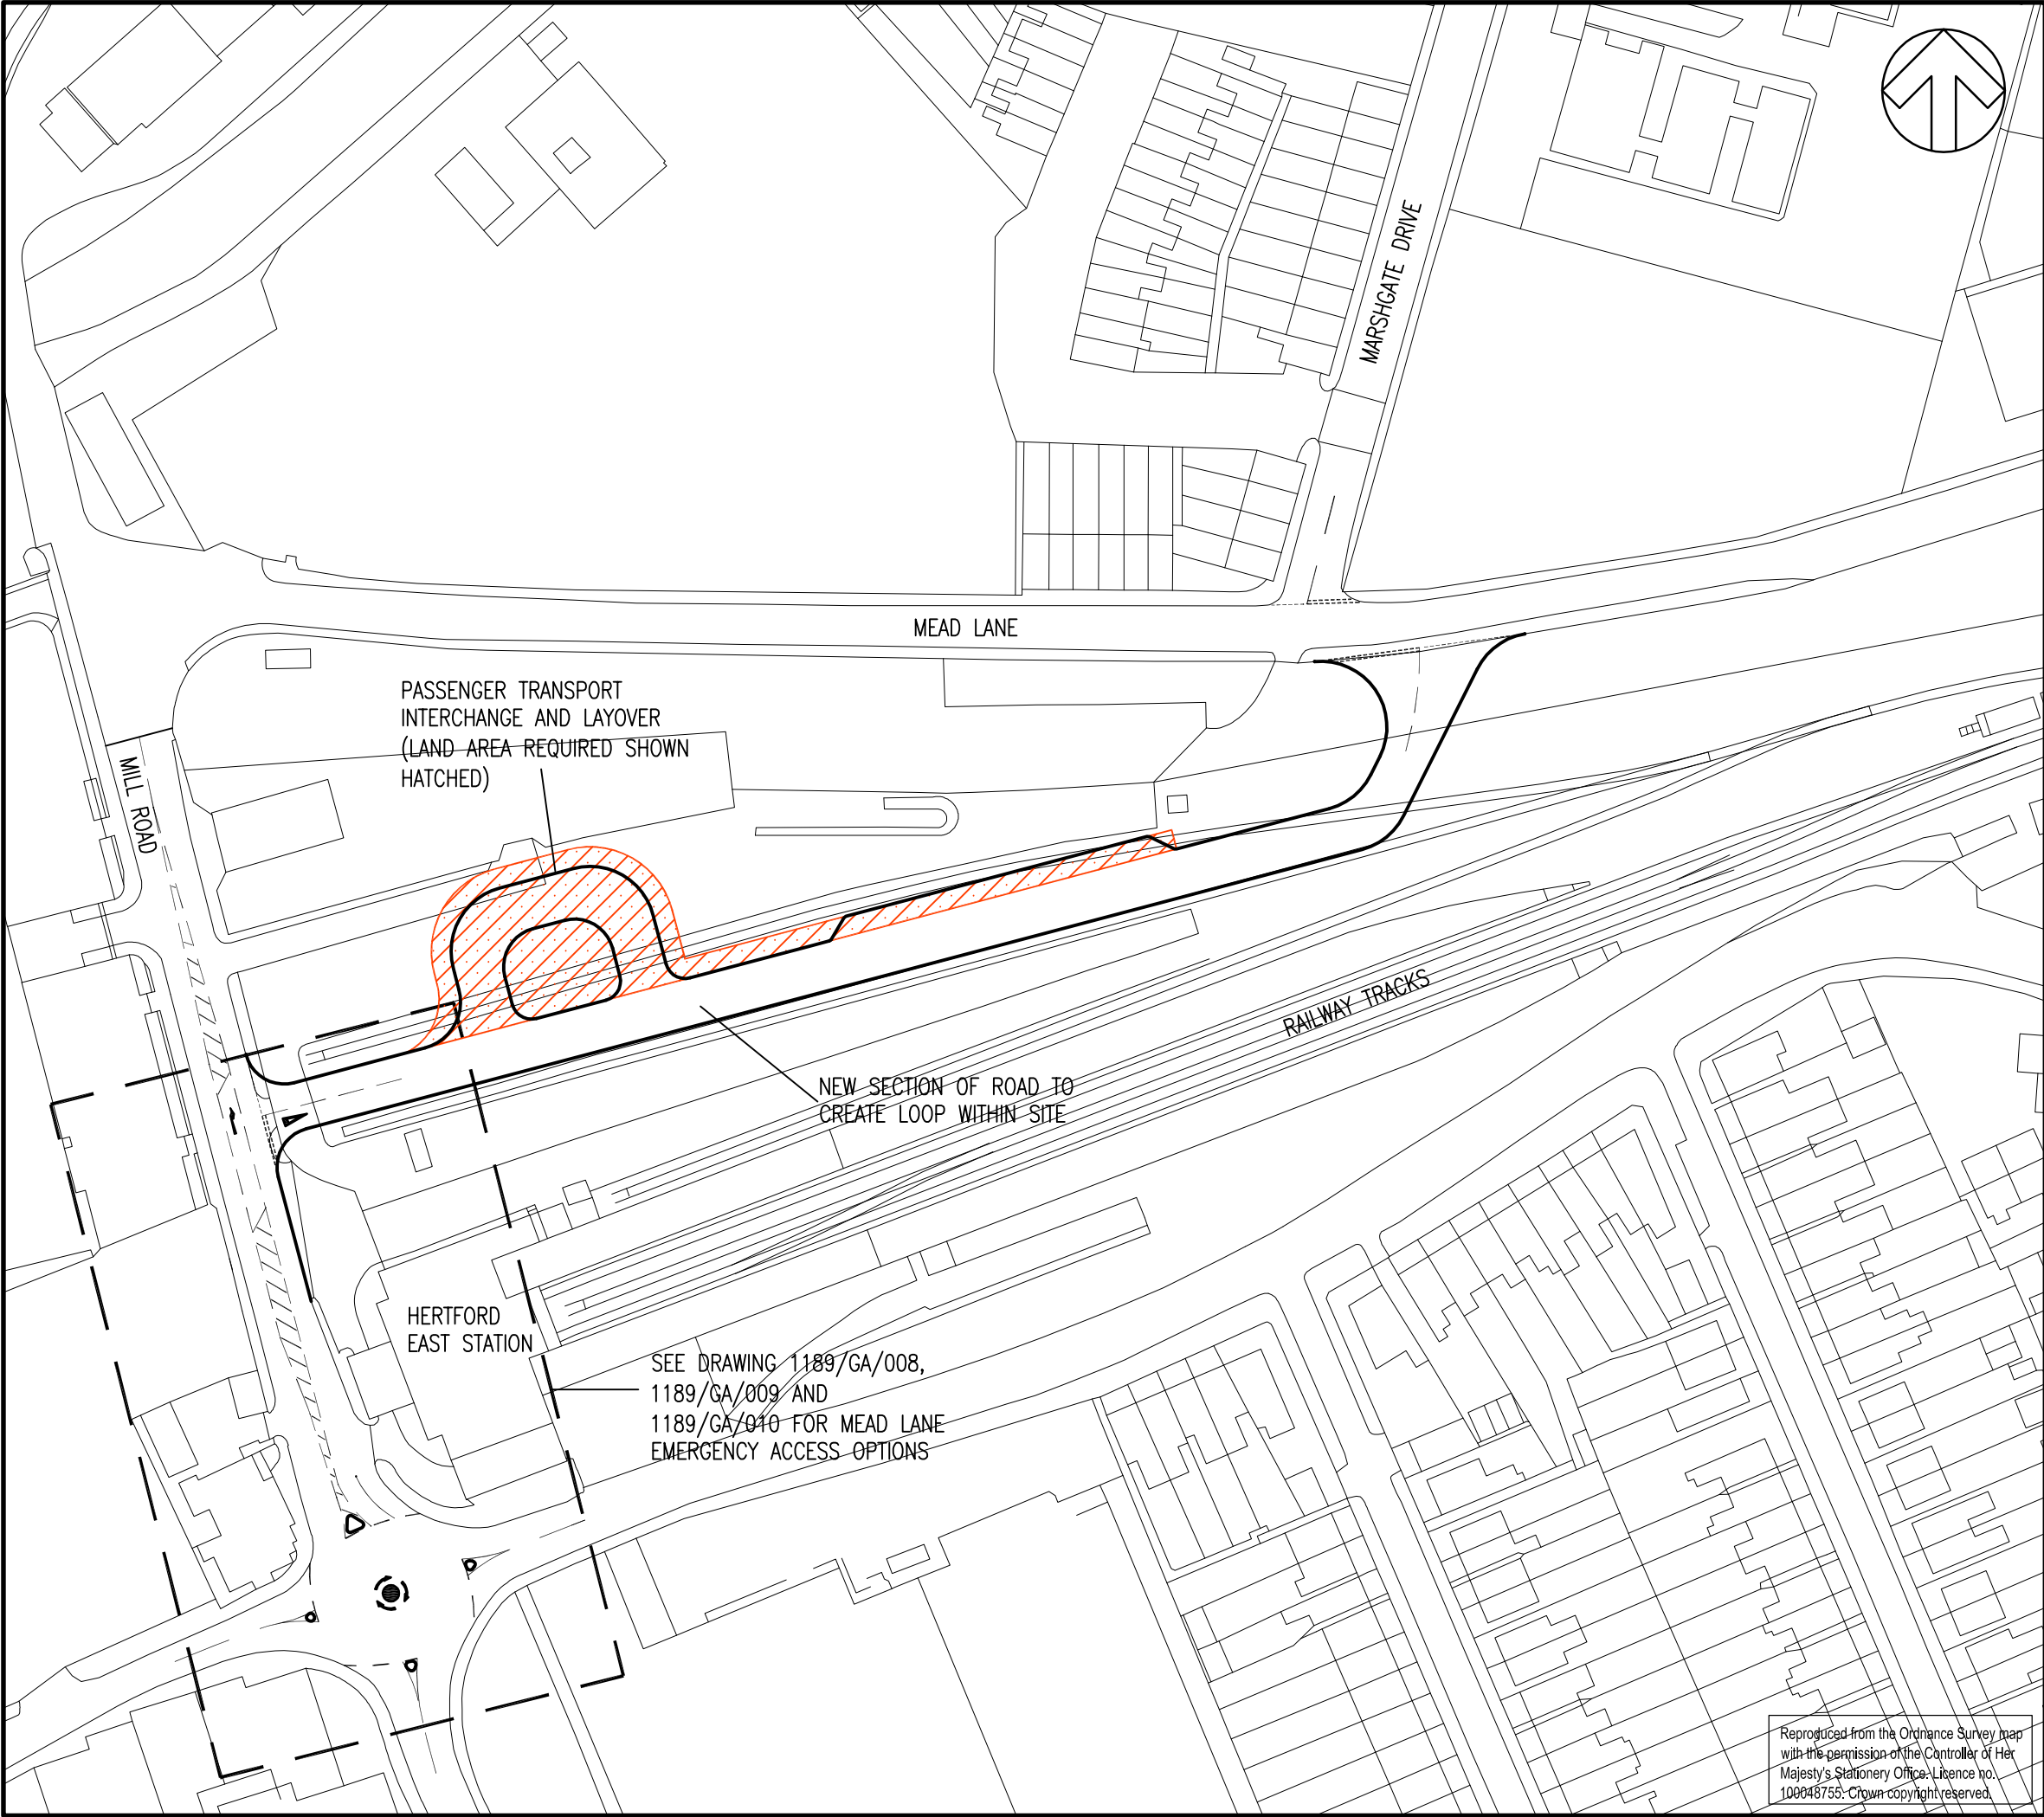 MARSHGATE DRIVE
MEAD LANE
PASSENGER TRANSPORT
INTERCHANGE AND LAYOVER
(LAND AREA REQUIRED SHOWN
HATCHED)
MILL ROAD
RAILWAY TRACKS
NEW SECTION OF ROAD TO
CREATE LOOP WITHIN SITE
HERTFORD
EAST STATION
SEE DRAWING 1189/GA/008,
1189/GA/009 AND
1189/GA/010 FOR MEAD LANE
EMERGENCY ACCESS OPTIONS
Reproduced from the Ordnance Survey map
with the permission of the Controller of Her
Majesty's Stationery Office. Licence no.
100048755. Crown copyright reserved.